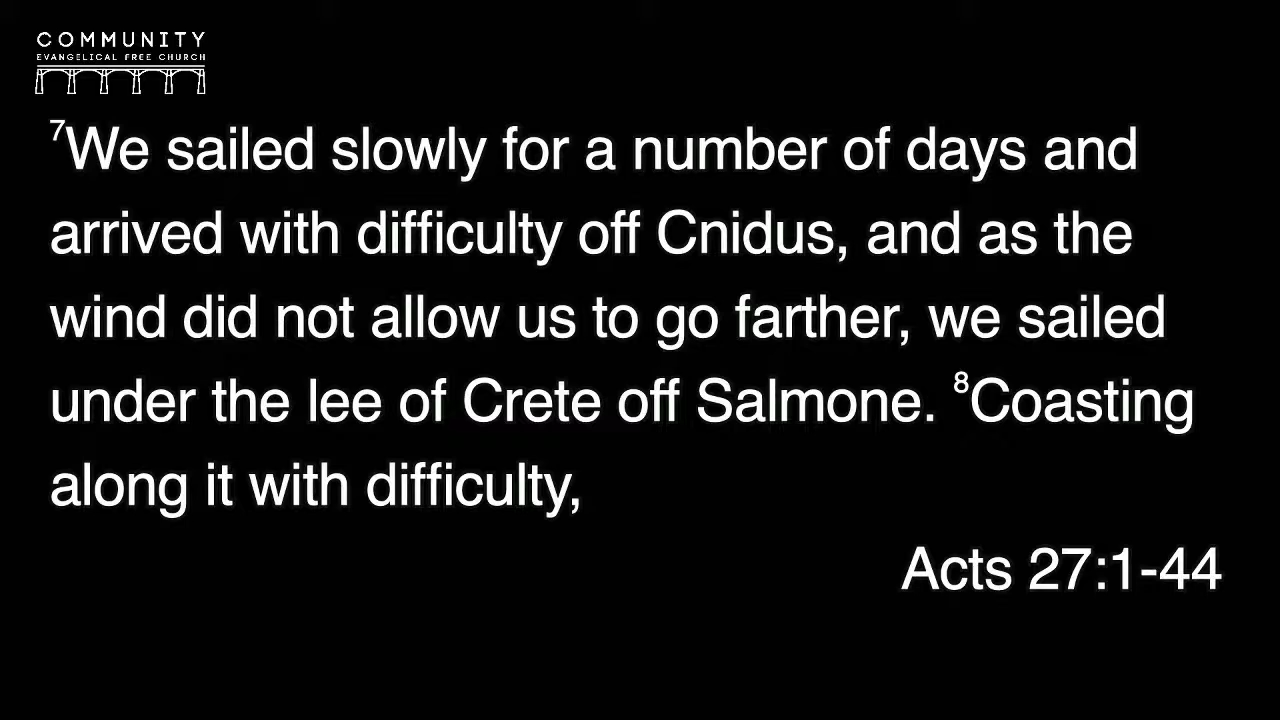 COMMUNITY
EVANGELICAL FREE CHURCH
7We sailed slowly for a number of days and
arrived with difficulty off Cnidus, and as the
wind did not allow us to go farther, we sailed
under the lee of Crete off Salmone. 8Coasting
along it with difficulty,
Acts 27:1-44